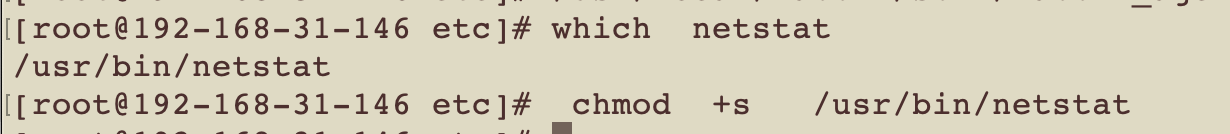 [[root@192-168-31-146 etc]# which  netstat
/usr/bin/netstat
[[root@192-168-31-146 etc]#  chmod  +s   /usr/bin/netstat